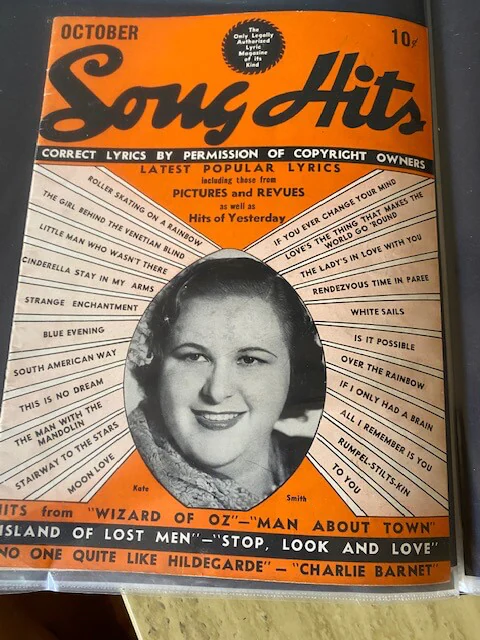 OCTOBER
The
Only Legally
Authorized
Lyric
Magazine
of its
Kind
10¢
Song Hits
CORRECT LYRICS BY PERMISSION OF COPYRIGHT OWNERS
LATEST POPULAR LYRICS
including those from
PICTURES and REVUES
as well as
Hits of Yesterday
ROLLER SKATING ON A RAINBOW
THE GIRL BEHIND THE VENETIAN BLIND
LITTLE MAN WHO WASN'T THERE
CINDERELLA STAY IN MY ARMS
STRANGE ENCHANTMENT
BLUE EVENING
SOUTH AMERICAN WAY
THIS IS NO DREAM
THE MAN WITH THE
MANDOLIN
STAIRWAY TO THE STARS
MOON LOVE
IF YOU EVER CHANGE YOUR MIND
LOVE'S THE THING THAT MAKES THE
WORLD GO 'ROUND
THE LADY'S IN LOVE WITH YOU
RENDEZVOUS TIME IN PAREE
WHITE SAILS
IS IT POSSIBLE
OVER THE RAINBOW
IF I ONLY HAD A BRAIN
ALL I REMEMBER IS YOU
RUMPEL-STILTS-KIN
TO YOU
Kate Smith
HITS from "WIZARD OF OZ"—"MAN ABOUT TOWN"
ISLAND OF LOST MEN"—"STOP, LOOK AND LOVE"
NO ONE QUITE LIKE HILDEGARDE"—"CHARLIE BARNET"